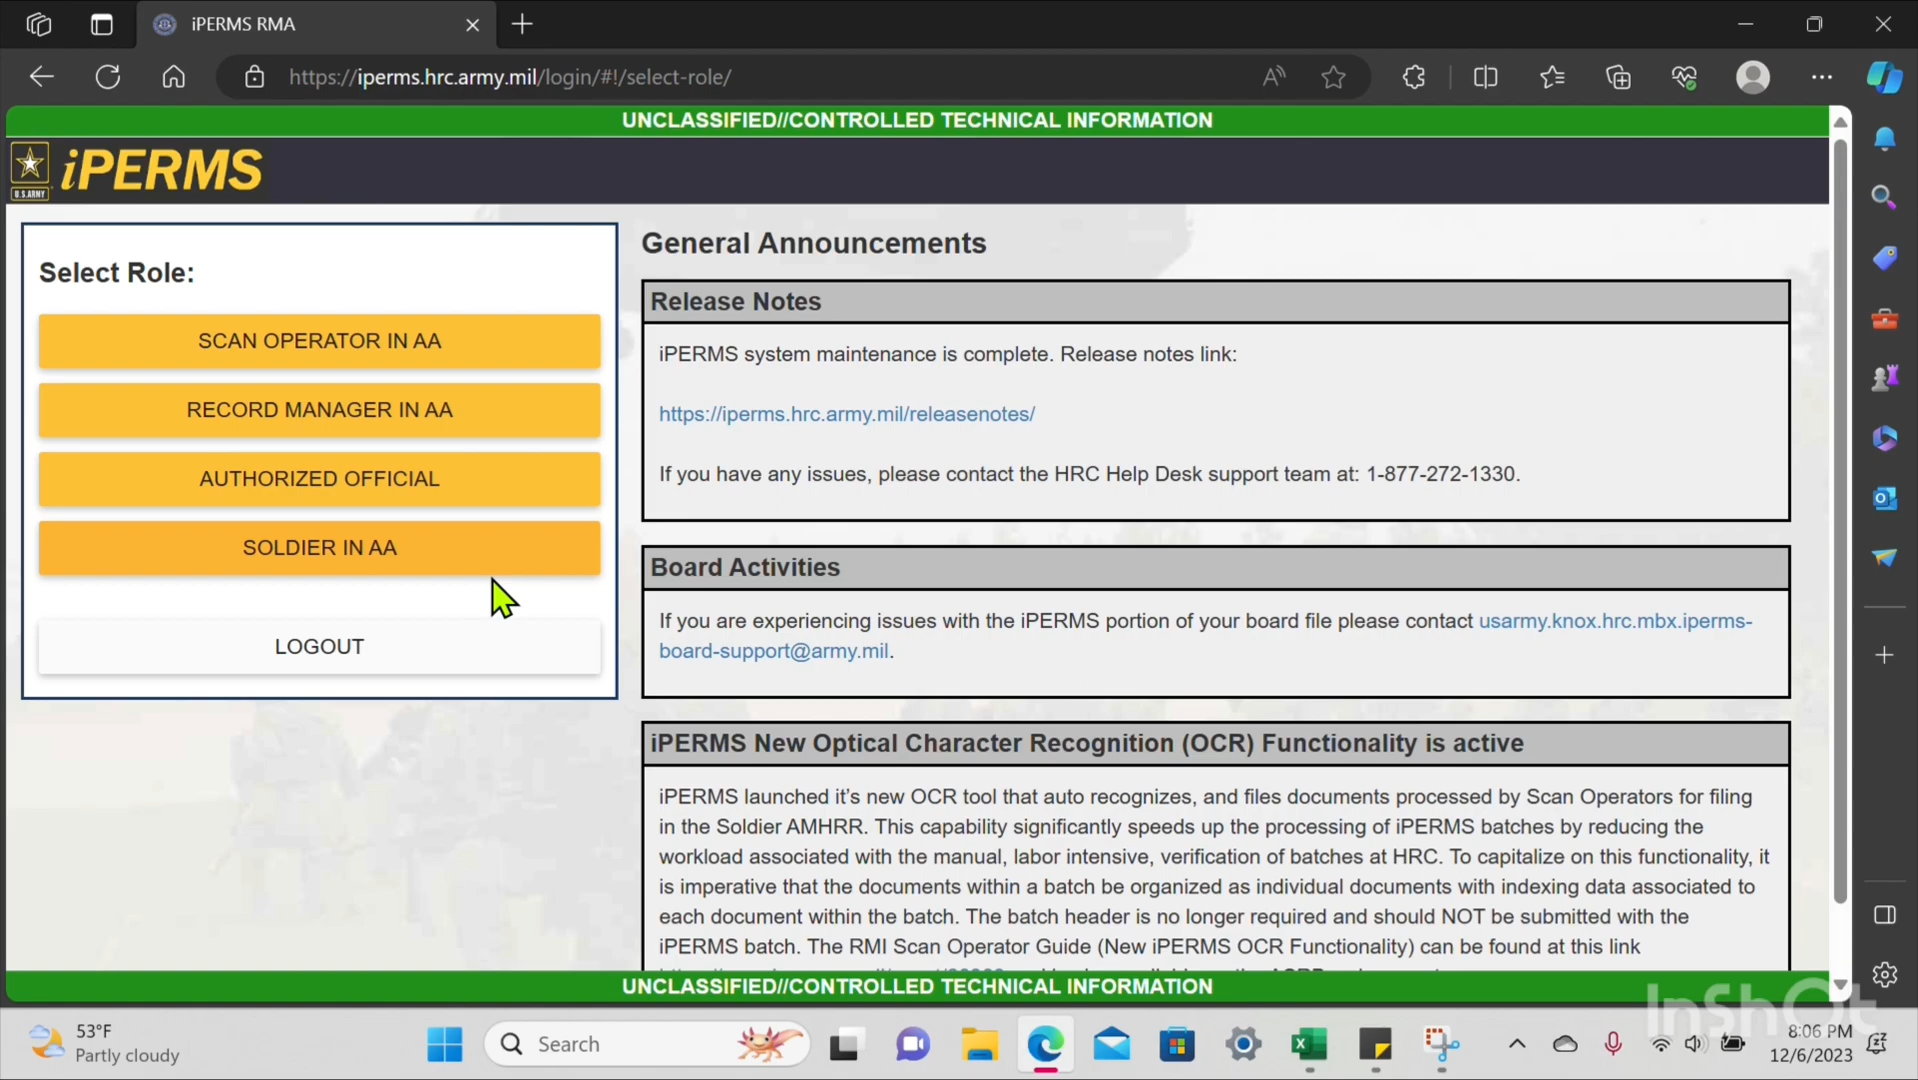 iPERMS RMA
https://iperms.hrc.army.mil/login/#!/select-role/
UNCLASSIFIED//CONTROLLED TECHNICAL INFORMATION
U.S.ARMY
iPERMS
Select Role:
SCAN OPERATOR IN AA
RECORD MANAGER IN AA
AUTHORIZED OFFICIAL
SOLDIER IN AA
LOGOUT
General Announcements
Release Notes
iPERMS system maintenance is complete. Release notes link:
https://iperms.hrc.army.mil/releasenotes/
If you have any issues, please contact the HRC Help Desk support team at: 1-877-272-1330.
Board Activities
If you are experiencing issues with the iPERMS portion of your board file please contact usarmy.knox.hrc.mbx.iperms-
board-support@army.mil.
iPERMS New Optical Character Recognition (OCR) Functionality is active
iPERMS launched it's new OCR tool that auto recognizes, and files documents processed by Scan Operators for filing
in the Soldier AMHRR. This capability significantly speeds up the processing of iPERMS batches by reducing the
workload associated with the manual, labor intensive, verification of batches at HRC. To capitalize on this functionality, it
is imperative that the documents within a batch be organized as individual documents with indexing data associated to
each document within the batch. The batch header is no longer required and should NOT be submitted with the
iPERMS batch. The RMI Scan Operator Guide (New iPERMS OCR Functionality) can be found at this link
UNCLASSIFIED//CONTROLLED TECHNICAL INFORMATION
InShOt
53°F
Partly cloudy
Search
8:06 PM
12/6/2023